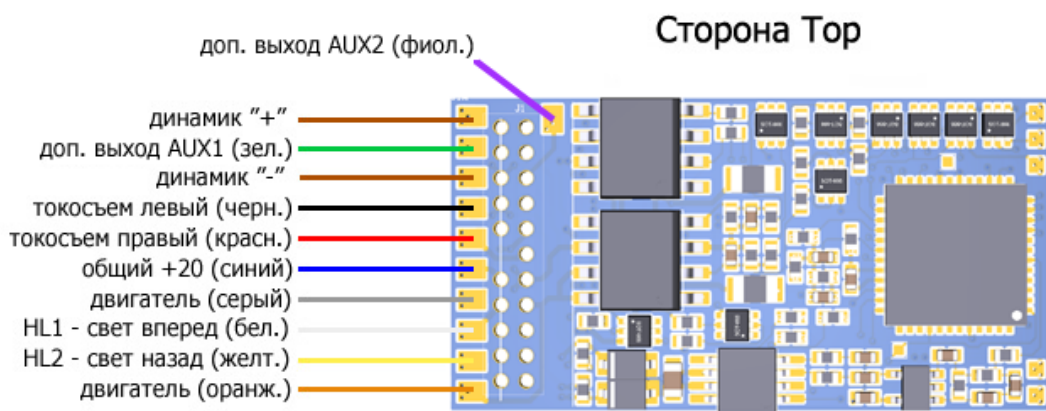 Сторона Top
доп. выход AUX2 (фиол.)
J1
динамик "+"
доп. выход AUX1 (зел.)
динамик "-"
токосъем левый (черн.)
токосъем правый (красн.)
общий +20 (синий)
двигатель (серый)
HL1 - свет вперед (бел.)
HL2 - свет назад (желт.)
двигатель (оранж.)